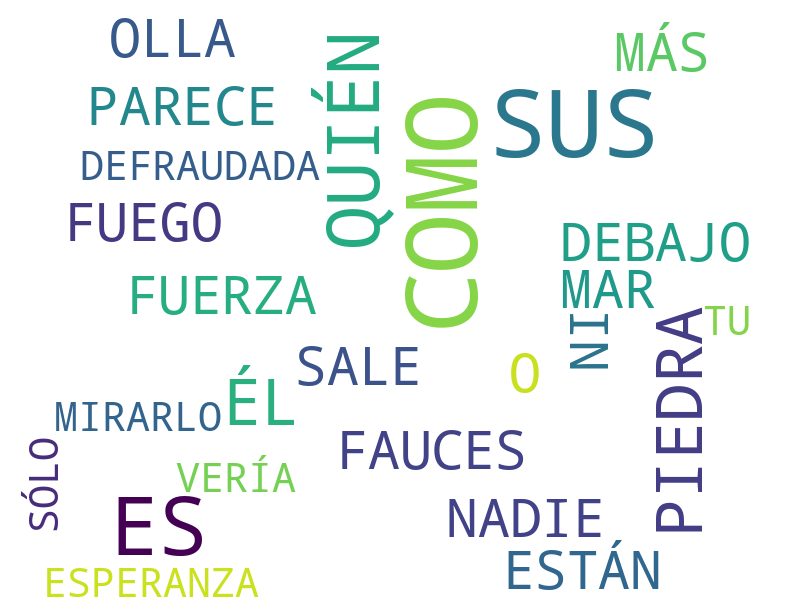 OLLA
MÁS
QUIÉN
PARECE
SUS
COMO
DEFRAUDADA
FUEGO
DEBAJO
FUERZA
MAR
TU
NI
PIEDRA
SALE
O
ÉL
MIRARLO
FAUCES
SÓLO
VERÍA
ES
NADIE
ESTÁN
ESPERANZA